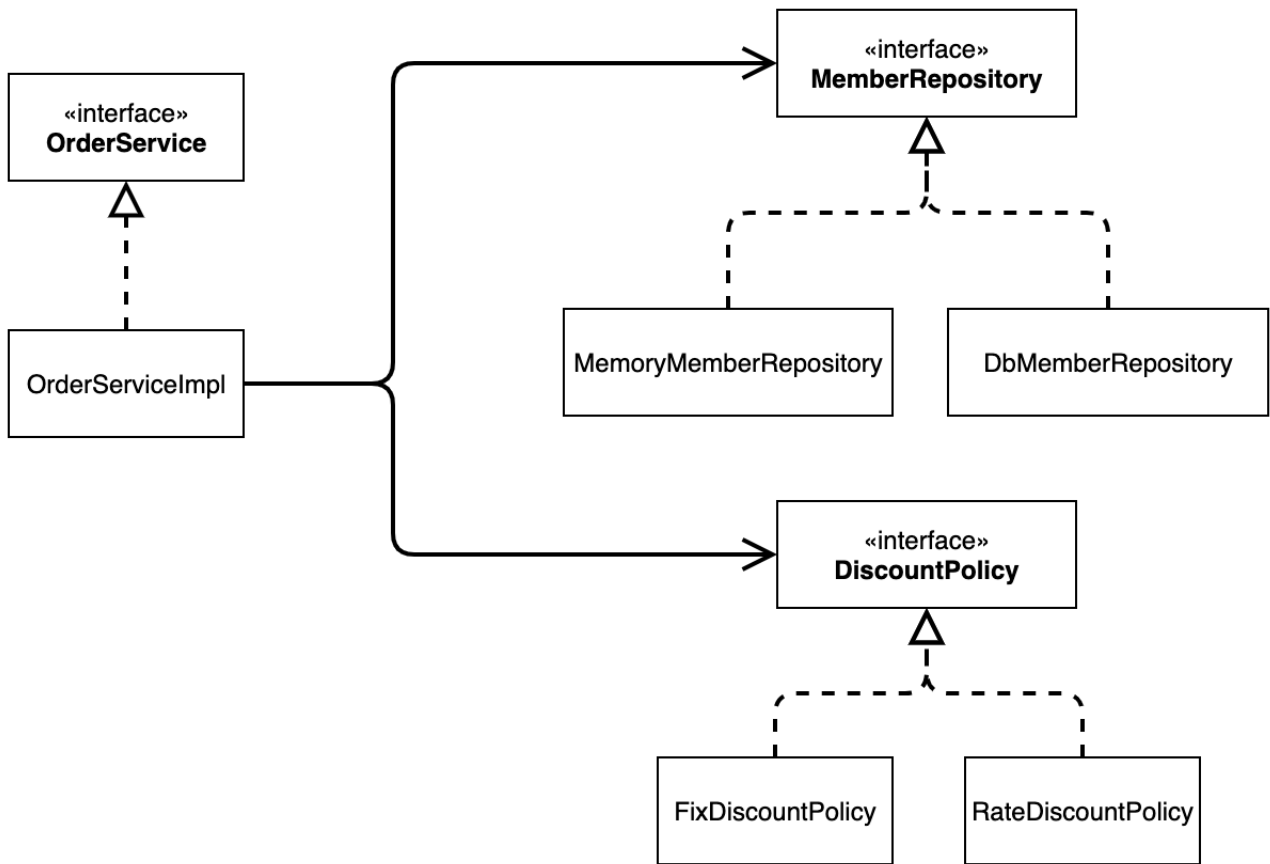 «interface»
OrderService
OrderServiceImpl
«interface»
MemberRepository
MemoryMemberRepository
DbMemberRepository
«interface»
DiscountPolicy
FixDiscountPolicy
RateDiscountPolicy